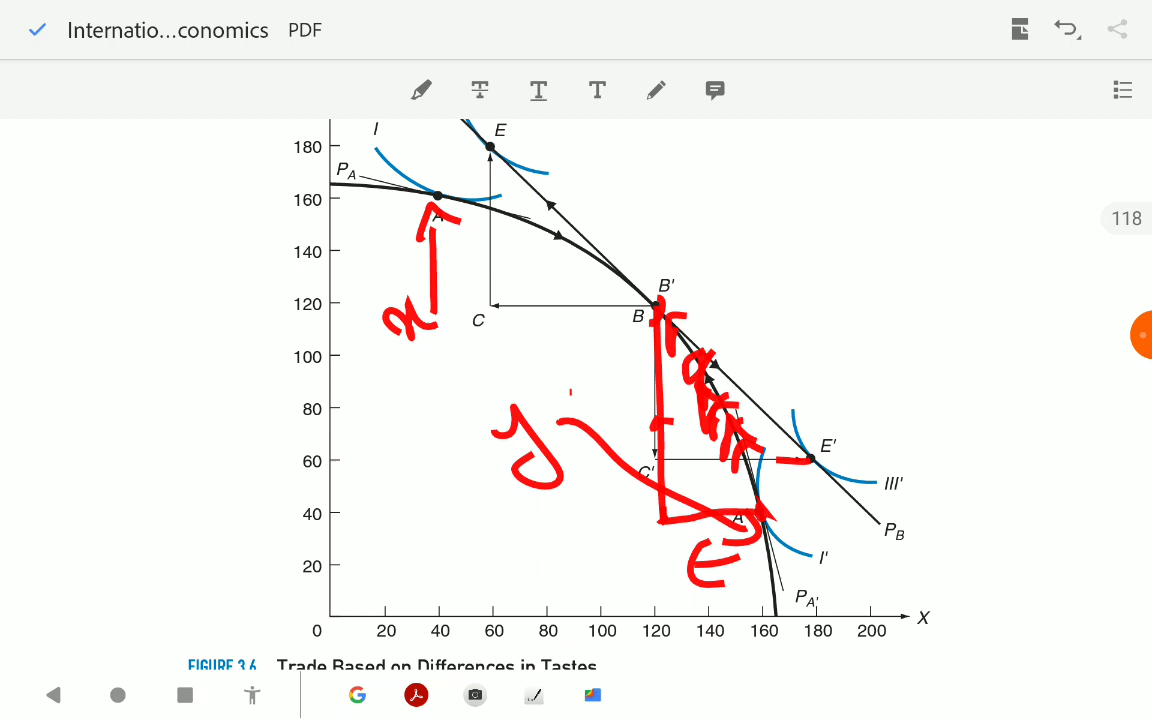 Internatio...conomics PDF
118
I
E
180
P_A
160
A
140
B'
120
B
C
x
100
80
y
E'
60
C'
III'
40
A'
P_B
E
I'
20
P_A'
0 20 40 60 80 100 120 140 160 180 200 X
FIGURE 3.6 Trade Based on Differences in Tastes